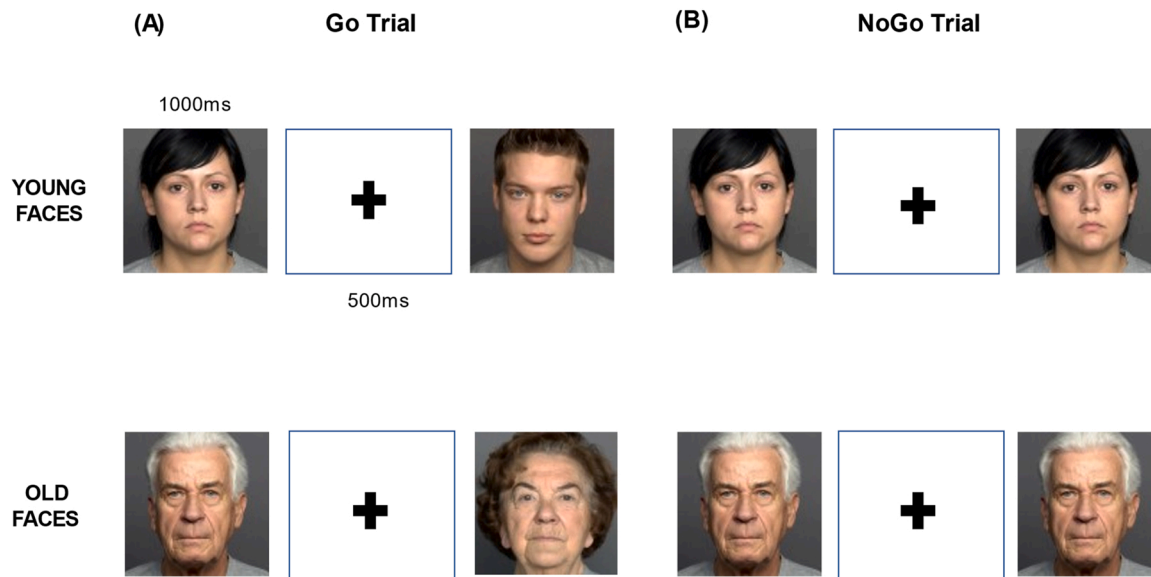 (A)
Go Trial
(B)
NoGo Trial
1000ms
YOUNG
FACES
500ms
OLD
FACES